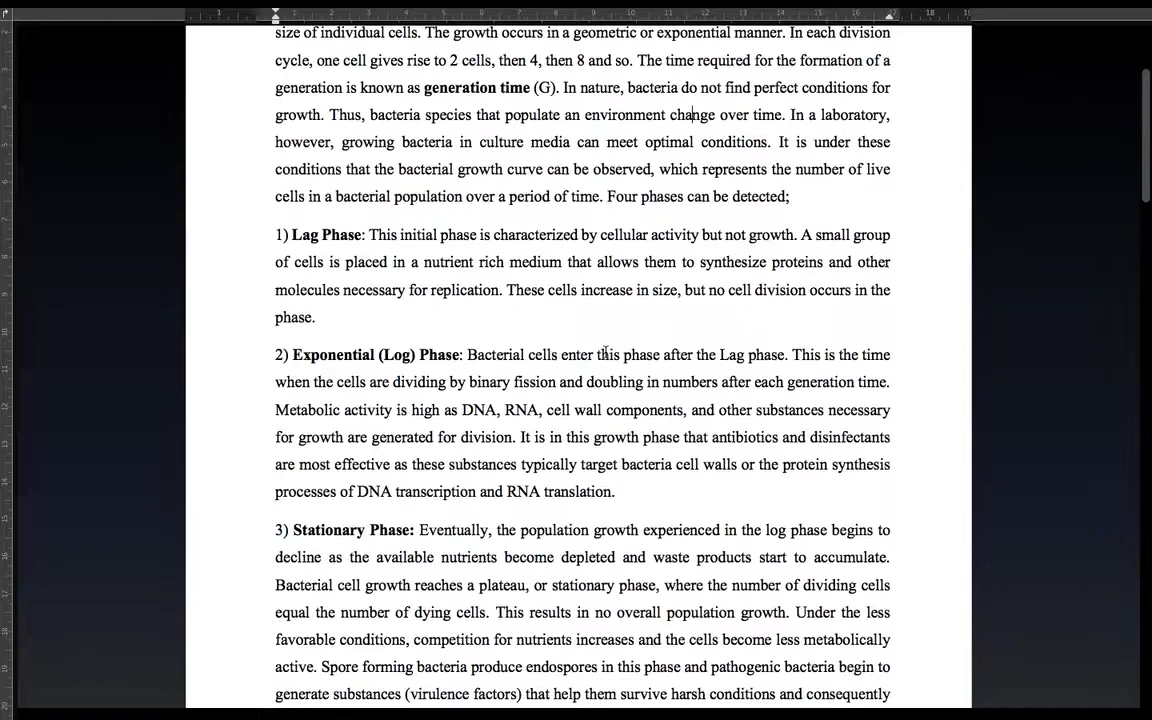 size of individual cells. The growth occurs in a geometric or exponential manner. In each division
cycle, one cell gives rise to 2 cells, then 4, then 8 and so. The time required for the formation of a
generation is known as generation time (G). In nature, bacteria do not find perfect conditions for
growth. Thus, bacteria species that populate an environment change over time. In a laboratory,
however, growing bacteria in culture media can meet optimal conditions. It is under these
conditions that the bacterial growth curve can be observed, which represents the number of live
cells in a bacterial population over a period of time. Four phases can be detected;
1) Lag Phase: This initial phase is characterized by cellular activity but not growth. A small group
of cells is placed in a nutrient rich medium that allows them to synthesize proteins and other
molecules necessary for replication. These cells increase in size, but no cell division occurs in the
phase.
2) Exponential (Log) Phase: Bacterial cells enter this phase after the Lag phase. This is the time
when the cells are dividing by binary fission and doubling in numbers after each generation time.
Metabolic activity is high as DNA, RNA, cell wall components, and other substances necessary
for growth are generated for division. It is in this growth phase that antibiotics and disinfectants
are most effective as these substances typically target bacteria cell walls or the protein synthesis
processes of DNA transcription and RNA translation.
3) Stationary Phase: Eventually, the population growth experienced in the log phase begins to
decline as the available nutrients become depleted and waste products start to accumulate.
Bacterial cell growth reaches a plateau, or stationary phase, where the number of dividing cells
equal the number of dying cells. This results in no overall population growth. Under the less
favorable conditions, competition for nutrients increases and the cells become less metabolically
active. Spore forming bacteria produce endospores in this phase and pathogenic bacteria begin to
generate substances (virulence factors) that help them survive harsh conditions and consequently